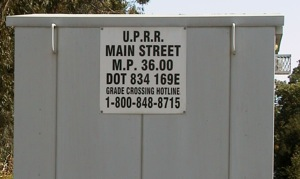 U.P.R.R.
MAIN STREET
M.P. 36.00
DOT 834 169E
GRADE CROSSING HOTLINE
1-800-848-8715